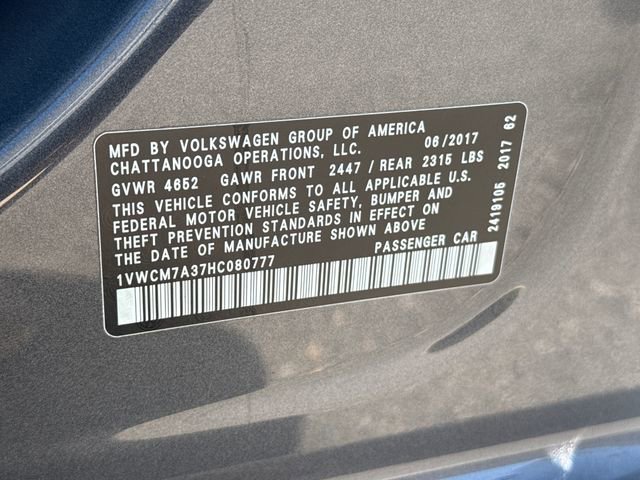 MFD BY VOLKSWAGEN GROUP OF AMERICA
CHATTANOOGA OPERATIONS, LLC. 06/2017
GVWR 4652 GAWR FRONT 2447 / REAR 2315 LBS
THIS VEHICLE CONFORMS TO ALL APPLICABLE U.S.
FEDERAL MOTOR VEHICLE SAFETY, BUMPER AND
THEFT PREVENTION STANDARDS IN EFFECT ON
THE DATE OF MANUFACTURE SHOWN ABOVE
1VWCM7A37HC080777 PASSENGER CAR
2419105 2017 62